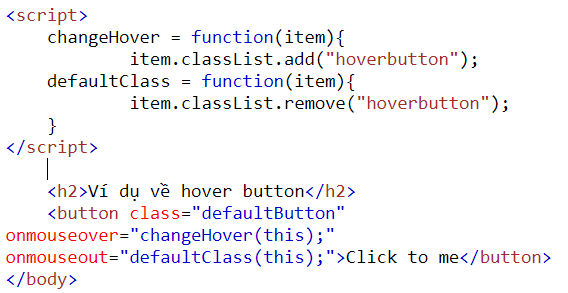 <script>
changeHover = function(item){
item.classList.add("hoverbutton");
defaultClass = function(item){
item.classList.remove("hoverbutton");
}
</script>
<h2>Ví dụ về hover button</h2>
<button class="defaultButton"
onmouseover="changeHover(this);"
onmouseout="defaultClass(this);">Click to me</button>
</body>